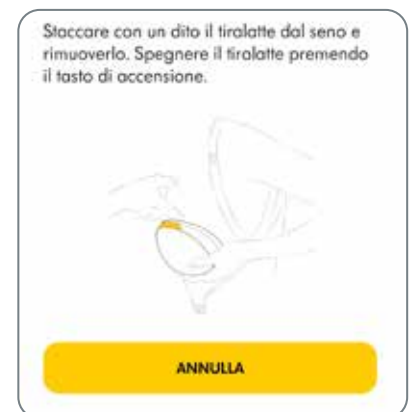 Staccare con un dito il tiralatte dal seno e
rimuoverlo. Spegnere il tiralatte premendo
il tasto di accensione.
ANNULLA